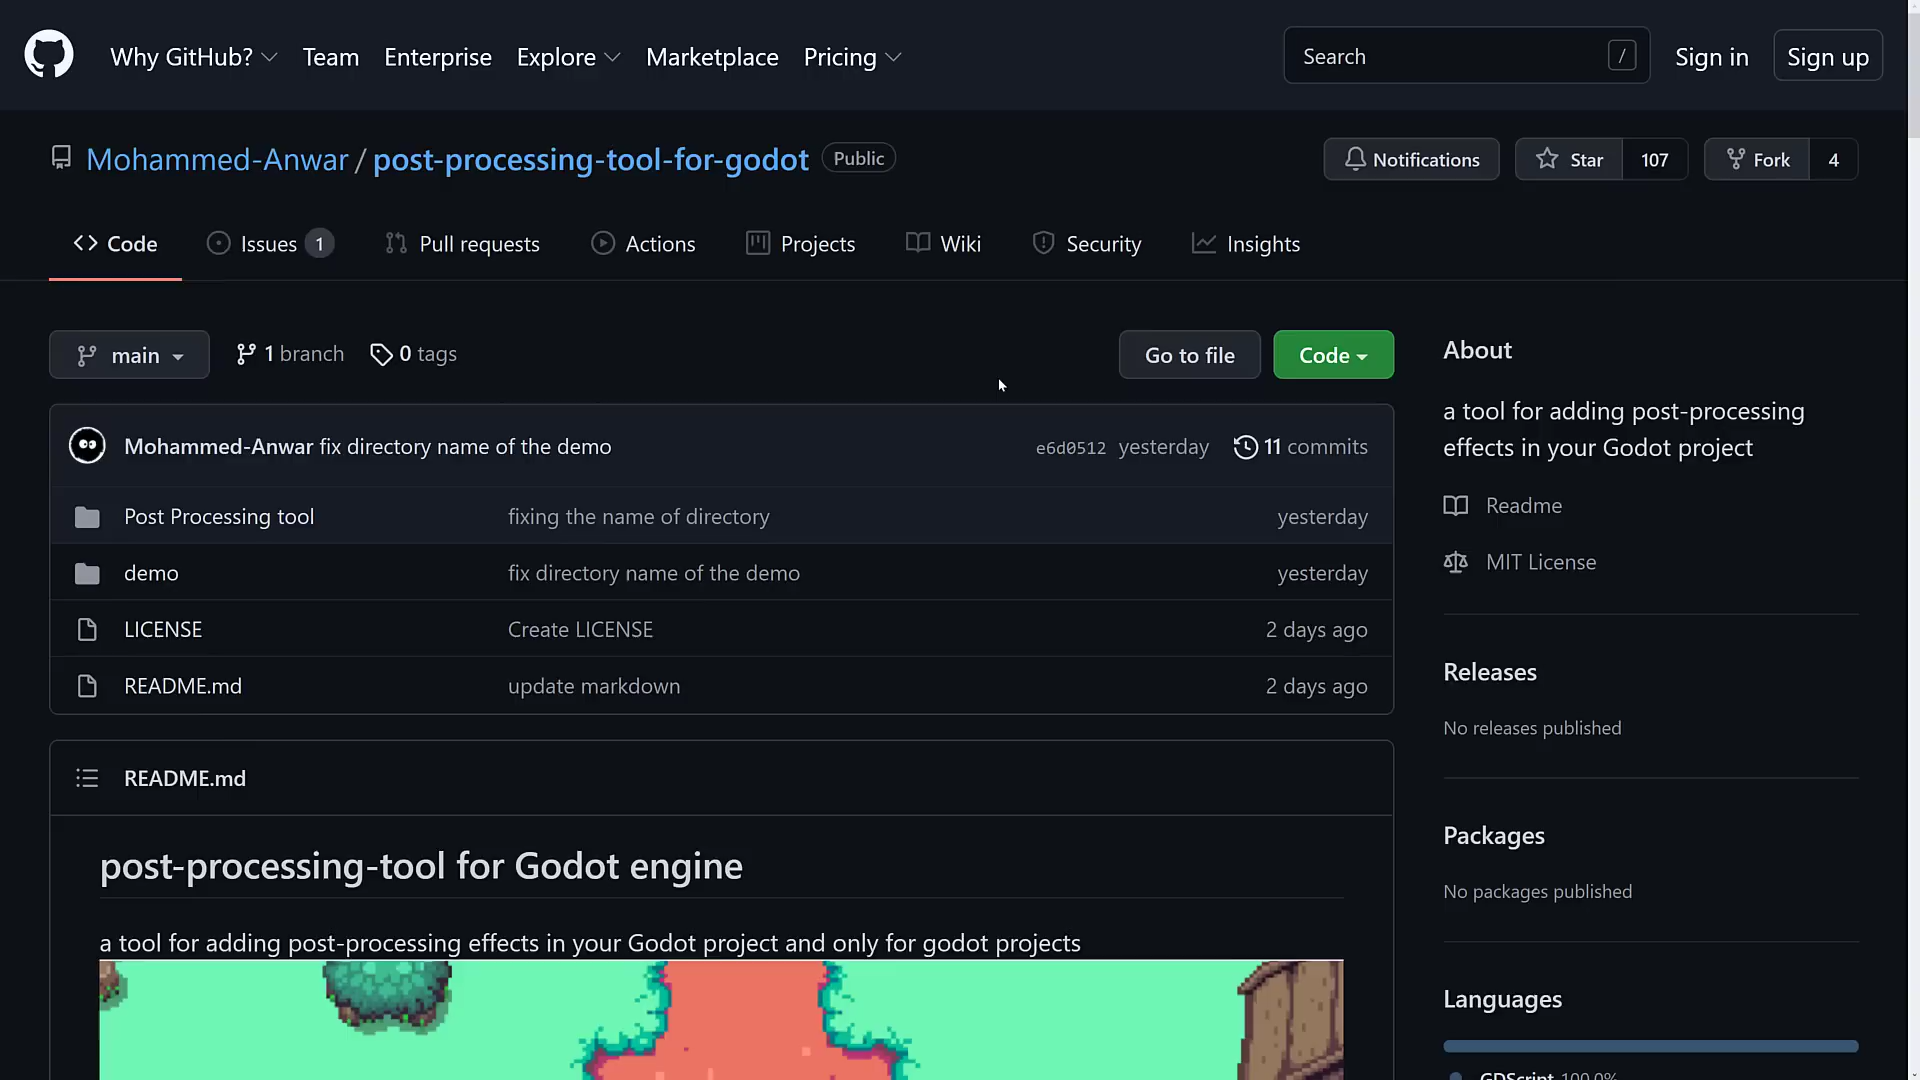 Why GitHub? Team Enterprise Explore Marketplace Pricing Search / Sign in Sign up
Mohammed-Anwar / post-processing-tool-for-godot Public Notifications Star 107 Fork 4
Code Issues 1 Pull requests Actions Projects Wiki Security Insights
main 1 branch 0 tags Go to file Code
Mohammed-Anwar fix directory name of the demo e6d0512 yesterday 11 commits
Post Processing tool fixing the name of directory yesterday
demo fix directory name of the demo yesterday
LICENSE Create LICENSE 2 days ago
README.md update markdown 2 days ago
README.md
post-processing-tool for Godot engine
a tool for adding post-processing effects in your Godot project and only for godot projects
About
a tool for adding post-processing
effects in your Godot project
Readme
MIT License
Releases
No releases published
Packages
No packages published
Languages
GDScript 100.0%